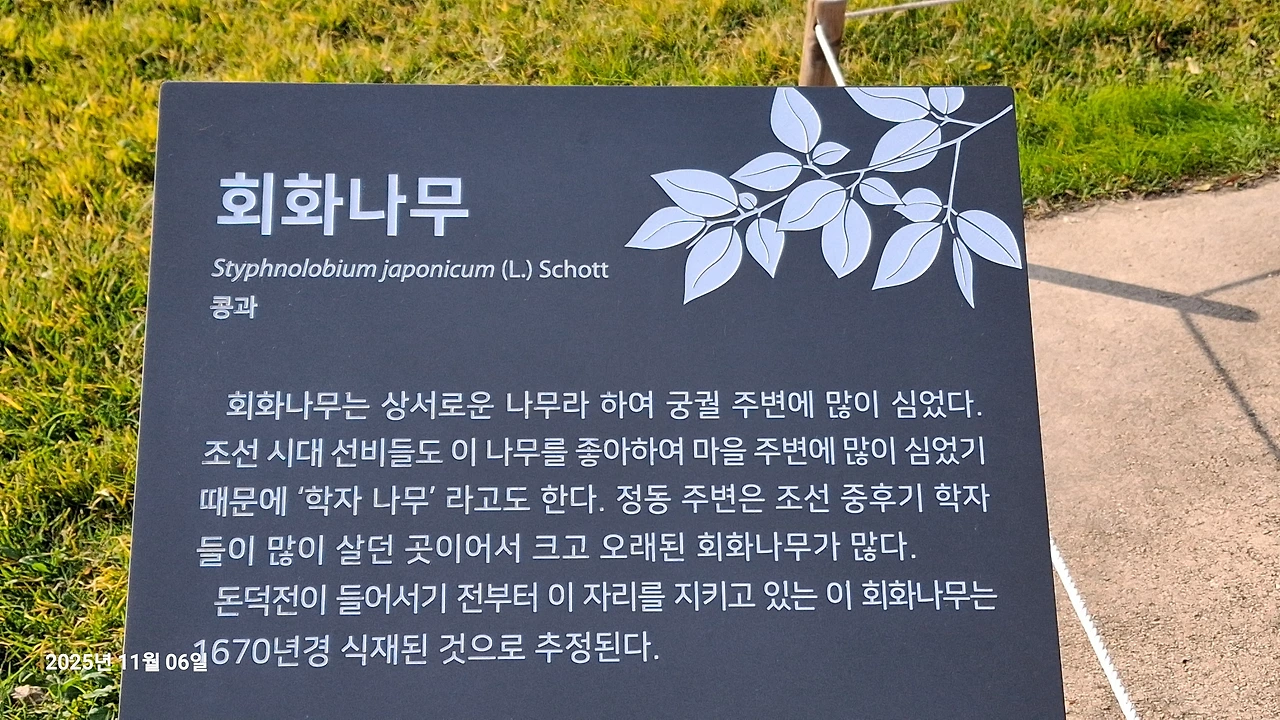 회화나무
Styphnolobium japonicum (L.) Schott
콩과
회화나무는 상서로운 나무라 하여 궁궐 주변에 많이 심었다.
조선 시대 선비들도 이 나무를 좋아하여 마을 주변에 많이 심었기
때문에 ‘학자 나무’ 라고도 한다. 정동 주변은 조선 중후기 학자
들이 많이 살던 곳이어서 크고 오래된 회화나무가 많다.
돈덕전이 들어서기 전부터 이 자리를 지키고 있는 이 회화나무는
1670년경 식재된 것으로 추정된다.
2025년 11월 06일